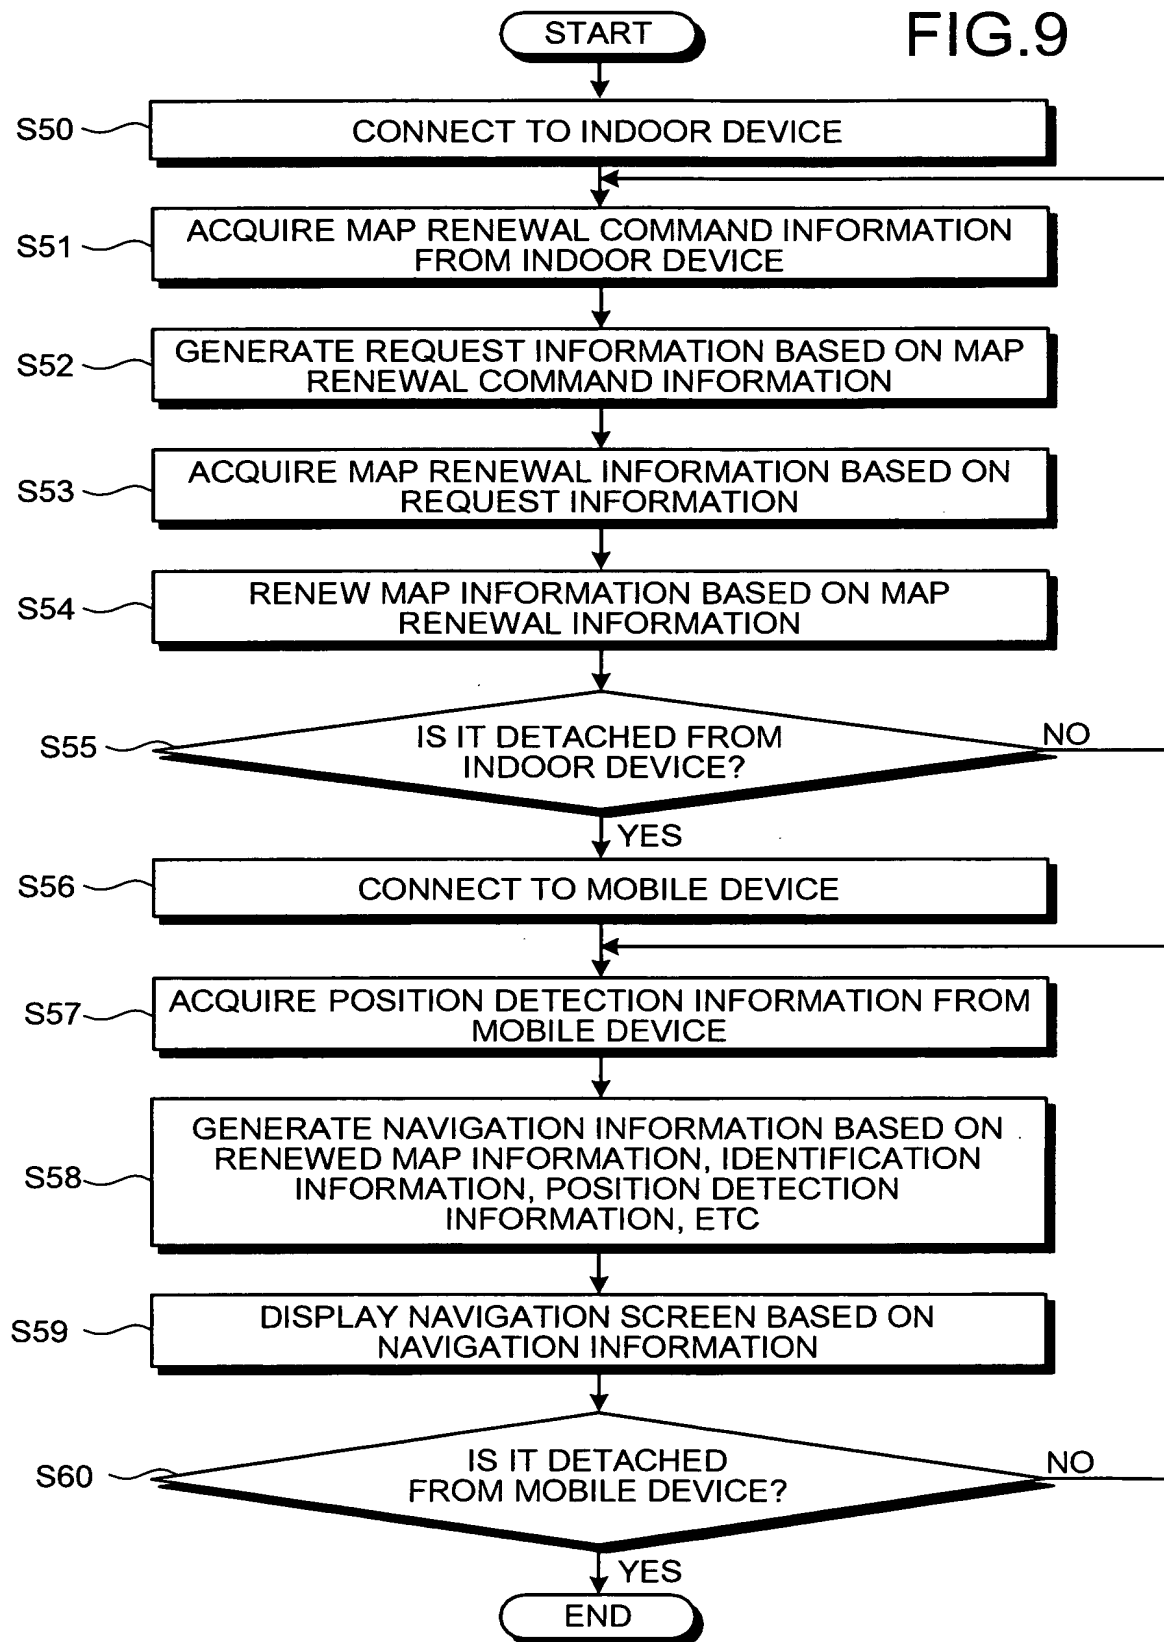 START
FIG.9
S50
CONNECT TO INDOOR DEVICE
S51
ACQUIRE MAP RENEWAL COMMAND INFORMATION
FROM INDOOR DEVICE
S52
GENERATE REQUEST INFORMATION BASED ON MAP
RENEWAL COMMAND INFORMATION
S53
ACQUIRE MAP RENEWAL INFORMATION BASED ON
REQUEST INFORMATION
S54
RENEW MAP INFORMATION BASED ON MAP
RENEWAL INFORMATION
S55
IS IT DETACHED FROM
INDOOR DEVICE?
NO
YES
S56
CONNECT TO MOBILE DEVICE
S57
ACQUIRE POSITION DETECTION INFORMATION FROM
MOBILE DEVICE
S58
GENERATE NAVIGATION INFORMATION BASED ON
RENEWED MAP INFORMATION, IDENTIFICATION
INFORMATION, POSITION DETECTION
INFORMATION, ETC
S59
DISPLAY NAVIGATION SCREEN BASED ON
NAVIGATION INFORMATION
S60
IS IT DETACHED
FROM MOBILE DEVICE?
NO
YES
END